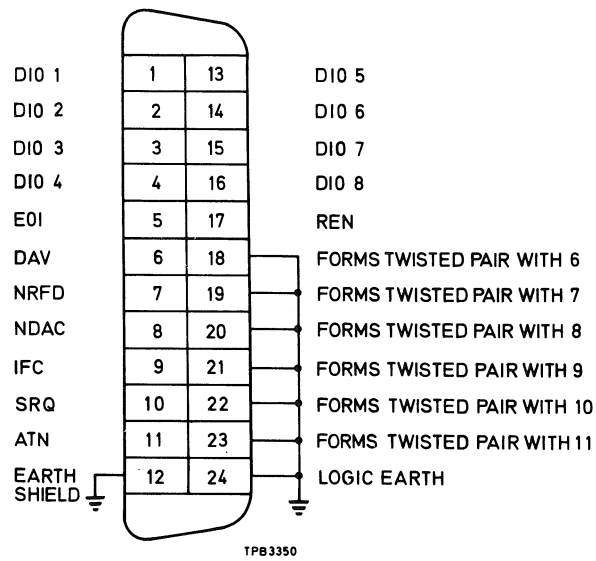 DIO 1 1 13 DIO 5
DIO 2 2 14 DIO 6
DIO 3 3 15 DIO 7
DIO 4 4 16 DIO 8
EOI 5 17 REN
DAV 6 18 FORMS TWISTED PAIR WITH 6
NRFD 7 19 FORMS TWISTED PAIR WITH 7
NDAC 8 20 FORMS TWISTED PAIR WITH 8
IFC 9 21 FORMS TWISTED PAIR WITH 9
SRQ 10 22 FORMS TWISTED PAIR WITH 10
ATN 11 23 FORMS TWISTED PAIR WITH 11
EARTH 12 24 LOGIC EARTH
SHIELD
TPB3350